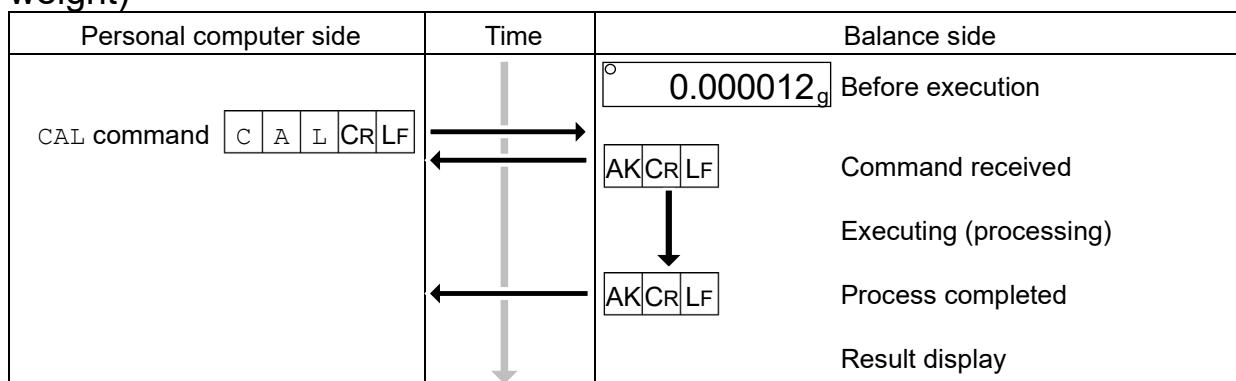 weight)
Personal computer side Time Balance side
0.000012 g Before execution
CAL command C A L CR LF
AK CR LF Command received
Executing (processing)
AK CR LF Process completed
Result display